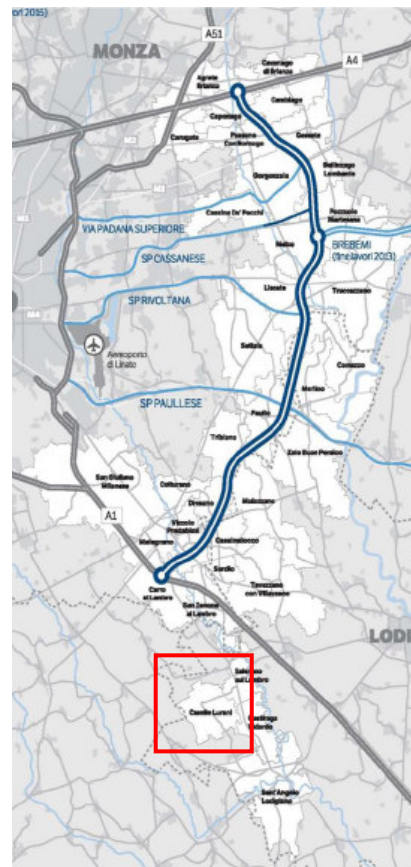 vori 2015)
MONZA
A51
A4
Agrate
Brianza
Cavenago
di Brianza
Cambiago
Caponago
Pessano
Con Bornago
Carugate
Gessate
Gorgonzola
Bellinzago
Lombardo
Cassina De' Pecchi
Pozzuolo
Martesana
VIA PADANA SUPERIORE
Melzo
BREBEMI
(fine lavori 2013)
SP CASSANESE
Liscate
Truccazzano
SP RIVOLTANA
Settala
Comazzo
Aeroporto
di Linate
Merlino
SP PAULLESE
Paullo
Tribiano
Zelo Buon Persico
San Giuliano
Milanese
Colturano
Dresano
Mulazzano
A1
Vizzolo
Predabissi
Melegnano
Casalmaiocco
Sordio
Cerro
al Lambro
Tavazzano
con Villavesco
San Zenone
al Lambro
LODI
Salerano
sul Lambro
Caselle Lurani
Castiraga
Vidardo
Sant'Angelo
Lodigiano